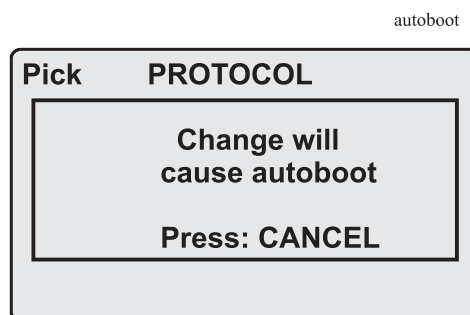 autoboot
Pick PROTOCOL
Change will
cause autoboot
Press: CANCEL